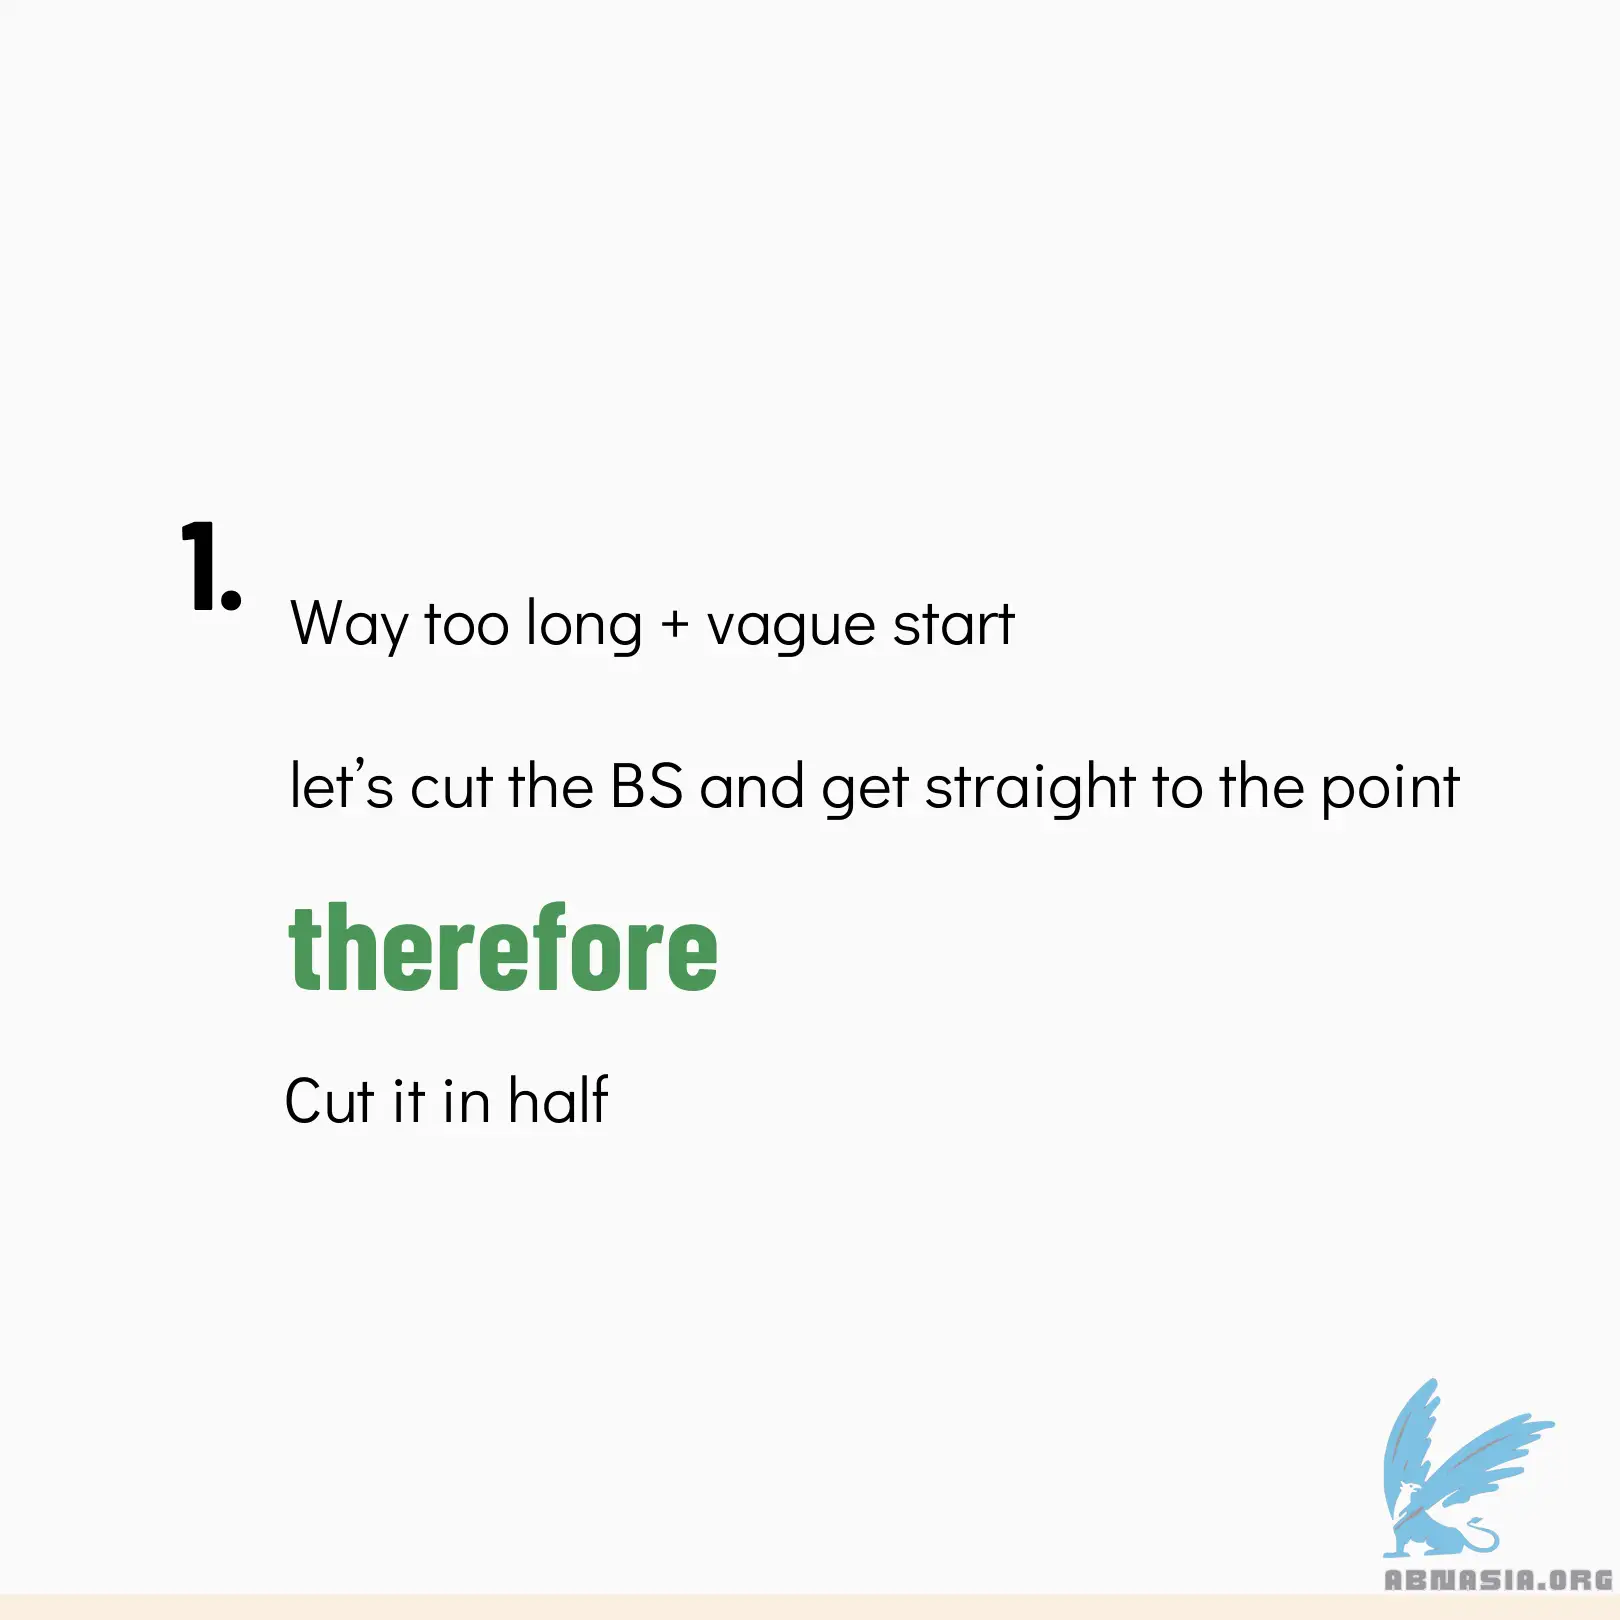 1.
Way too long + vague start
let’s cut the BS and get straight to the point
therefore
Cut it in half
ABNASIA.ORG